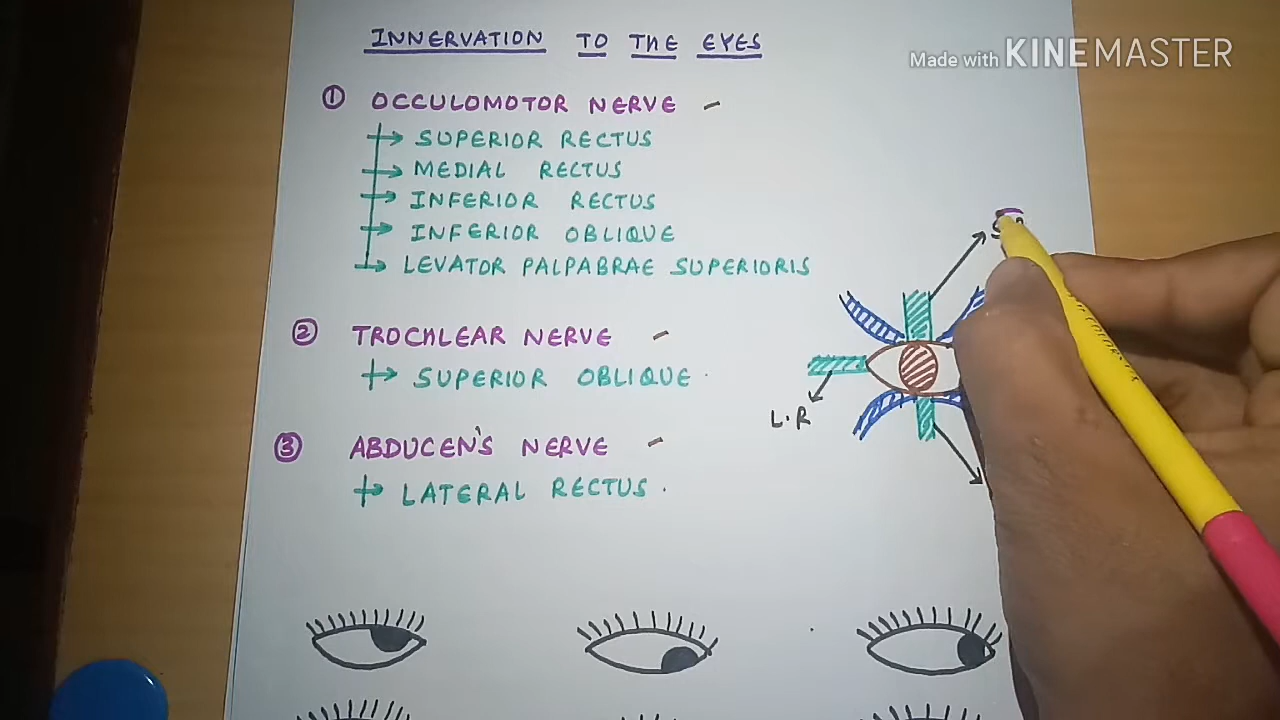 INNERVATION TO THE EYES
Made with KINEMASTER
① OCCULOMOTOR NERVE -
SUPERIOR RECTUS
MEDIAL RECTUS
INFERIOR RECTUS
INFERIOR OBLIQUE
LEVATOR PALPABRAE SUPERIORIS
② TROCHLEAR NERVE -
SUPERIOR OBLIQUE.
L.R
③ ABDUCEN'S NERVE -
LATERAL RECTUS.